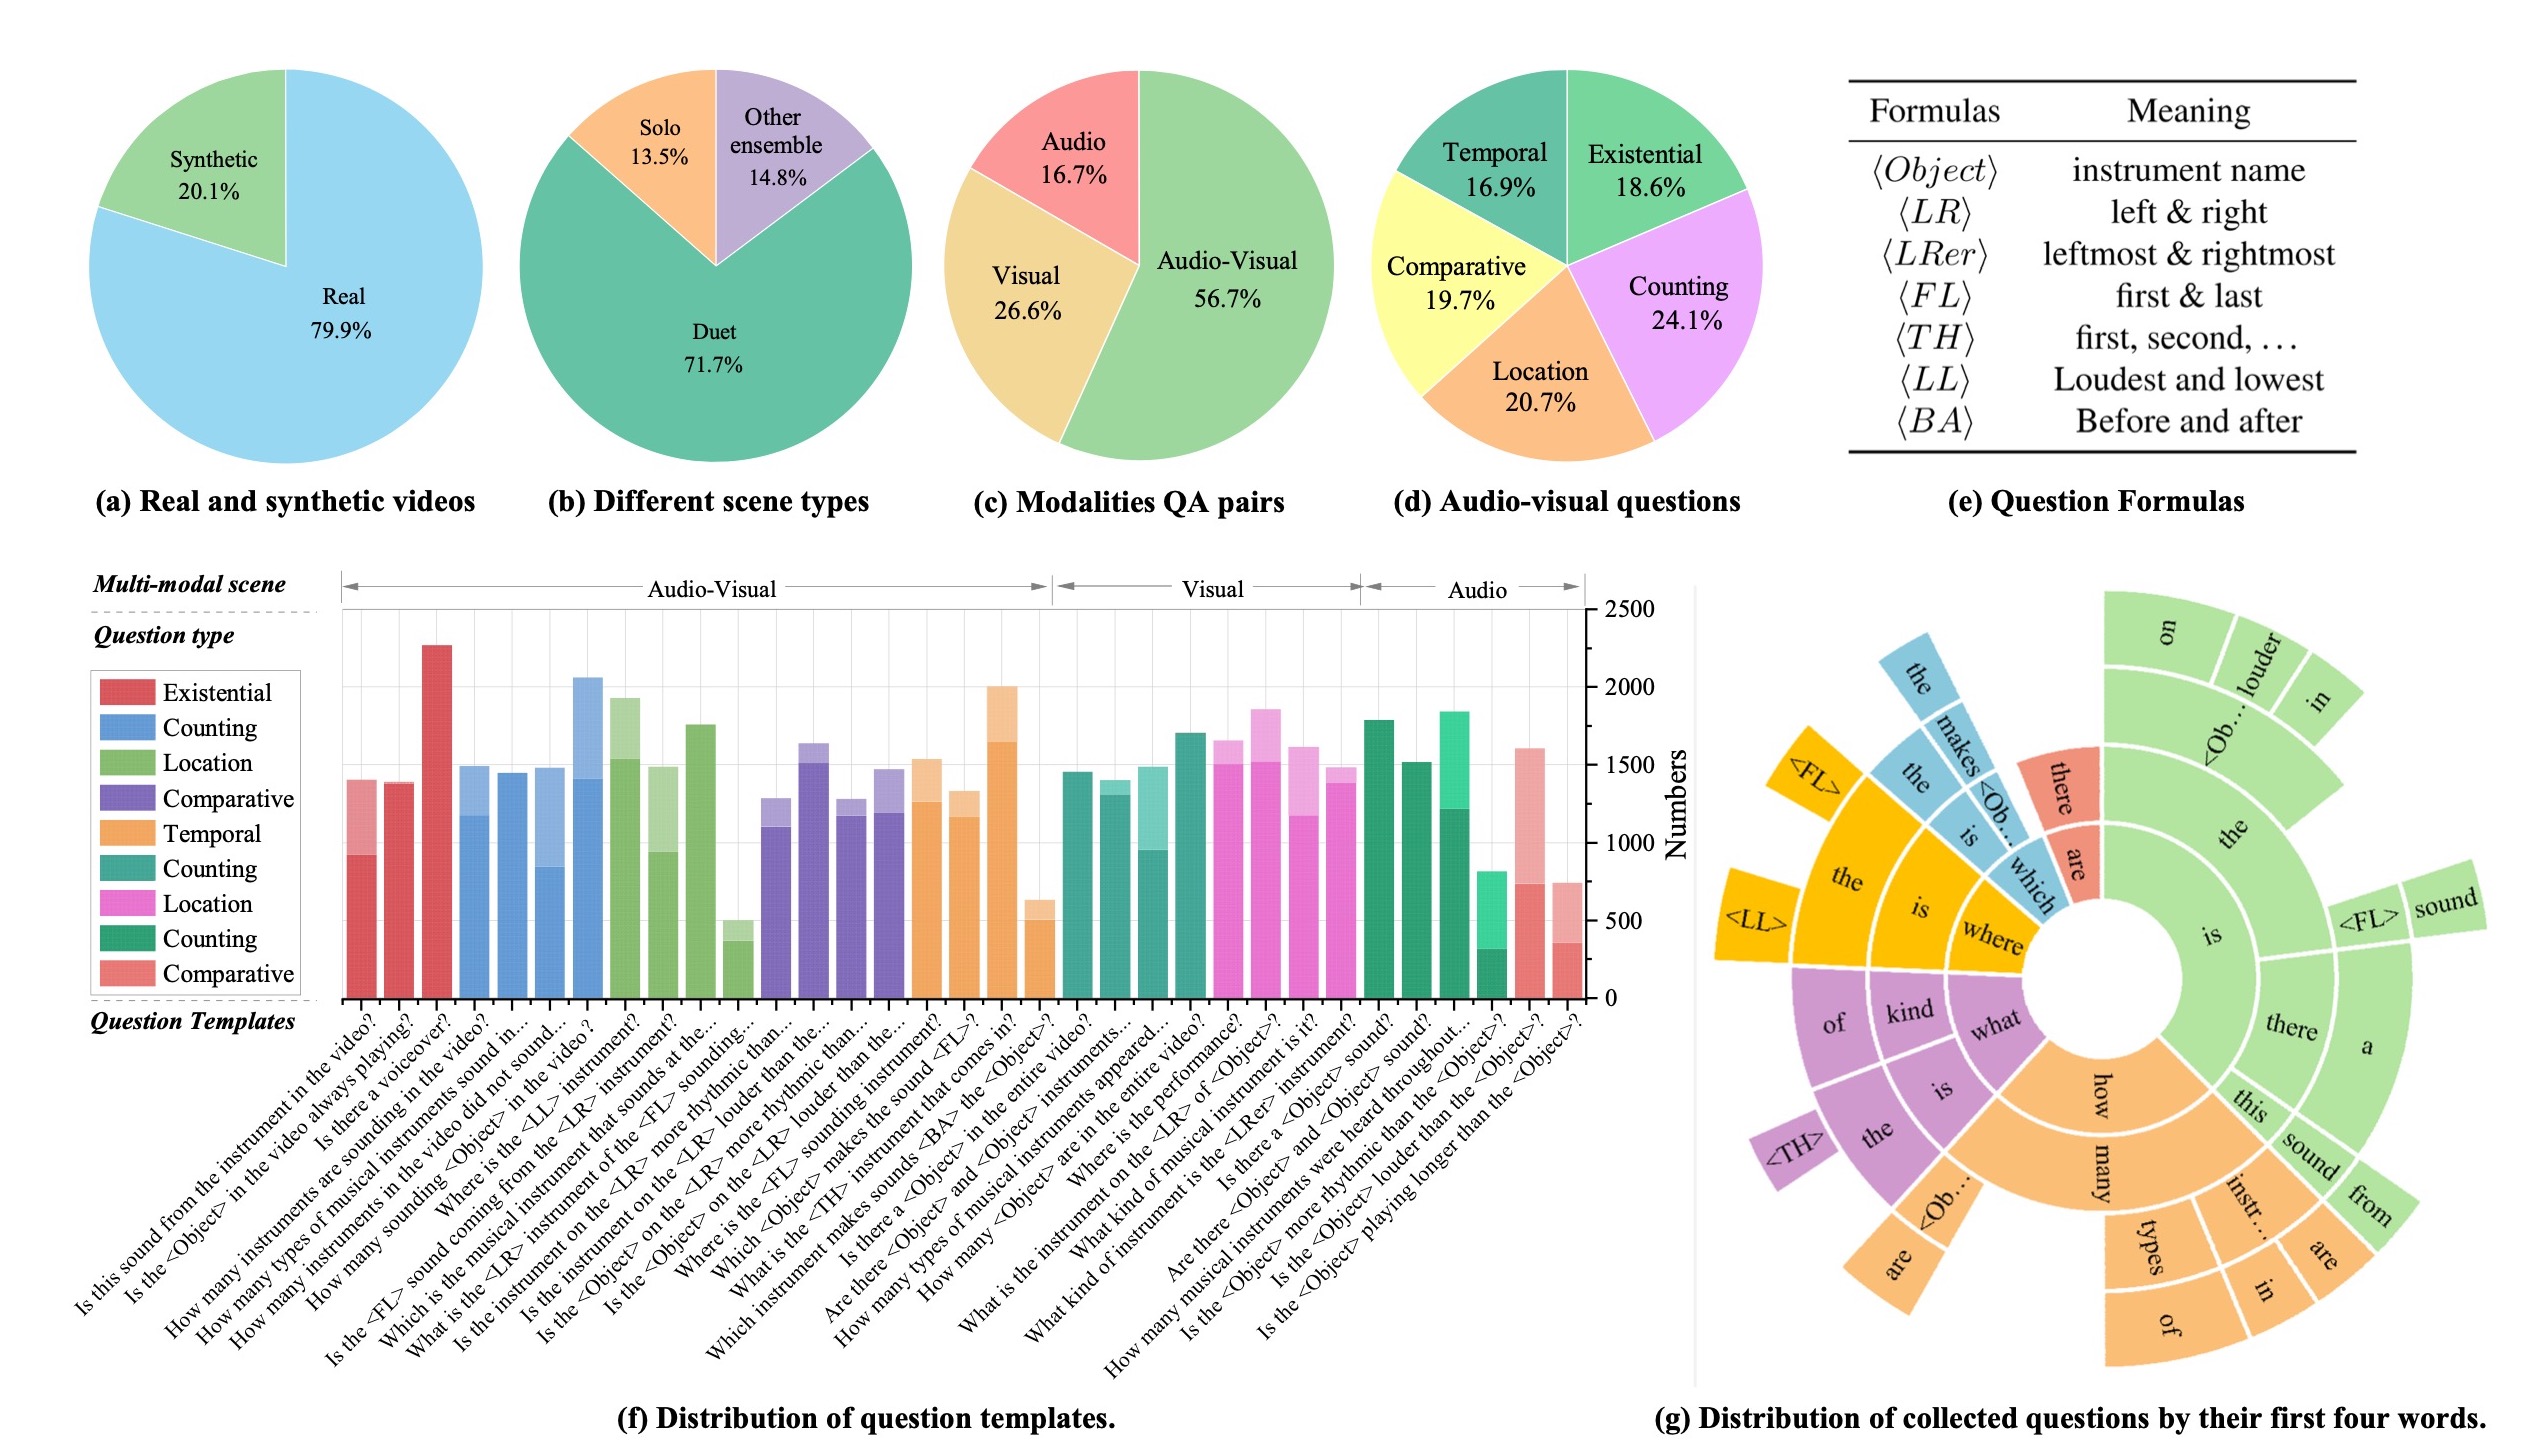 Synthetic
20.1%
Real
79.9%
(a) Real and synthetic videos
Solo
13.5%
Other
ensemble
14.8%
Duet
71.7%
(b) Different scene types
Audio
16.7%
Visual
26.6%
Audio-Visual
56.7%
(c) Modalities QA pairs
Temporal
16.9%
Existential
18.6%
Comparative
19.7%
Counting
24.1%
Location
20.7%
(d) Audio-visual questions
Formulas Meaning
⟨Object⟩ instrument name
⟨LR⟩ left & right
⟨LRer⟩ leftmost & rightmost
⟨FL⟩ first & last
⟨TH⟩ first, second, …
⟨LL⟩ Loudest and lowest
⟨BA⟩ Before and after
(e) Question Formulas
Multi-modal scene
Question type
Existential
Counting
Location
Comparative
Temporal
Counting
Location
Counting
Comparative
Question Templates
Audio-Visual
Visual
Audio
2500
2000
1500
1000
500
0
Numbers
Is this sound from the instrument in the video?
Is the <Object> in the video always playing?
Is there a voiceover?
How many instruments are sounding in the video?
How many types of musical instruments sound in...
How many instruments in the video did not sound...
How many sounding <Object> in the video?
Where is the <LL> instrument?
Is the <FL> sound coming from the <LR> instrument?
Which is the musical instrument that sounds at the...
What is the <LR> instrument of the <FL> sounding...
Is the instrument on the <LR> more rhythmic than...
Is the instrument on the <LR> louder than the...
Is the <Object> on the <LR> more rhythmic than...
Is the <Object> on the <LR> louder than the...
Where is the <FL> sounding instrument?
Which <Object> makes the sound <FL>?
What is the <TH> instrument that comes in?
Which instrument makes sounds <BA> the <Object>?
Is there a <Object> in the entire video?
Are there <Object> and <Object> instruments...
How many types of musical instruments appeared...
How many <Object> are in the entire video?
Where is the performance?
What is the instrument on the <LR> of <Object>?
What kind of musical instrument is it?
What kind of instrument is the <LRer> instrument?
Is there a <Object> sound?
Are there <Object> and <Object> sound?
How many musical instruments were heard throughout...
Is the <Object> more rhythmic than the <Object>?
Is the <Object> louder than the <Object>?
Is the <Object> playing longer than the <Object>?
(f) Distribution of question templates.
is
the
<Ob...
on
louder
in
<FL>
sound
there
a
this
sound
from
how
many
instr...
are
in
types
of
<Ob...
are
what
is
the
<TH>
kind
of
where
is
the
<LL>
<FL>
which
is
the
<Ob...
makes
the
are
there
(g) Distribution of collected questions by their first four words.